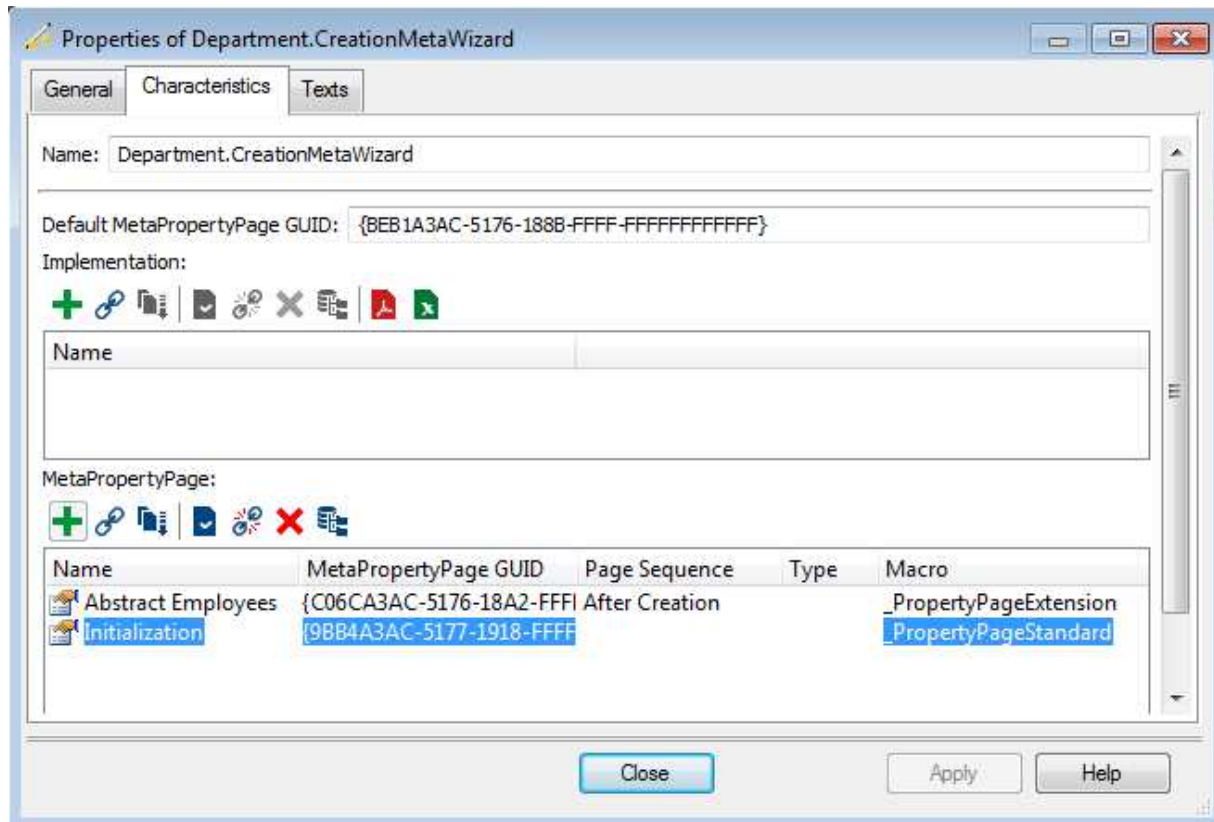 Properties of Department.CreationMetaWizard
General Characteristics Texts
Name: Department.CreationMetaWizard
Default MetaPropertyPage GUID: {BEB1A3AC-5176-188B-FFFF-FFFFFFFFFFFF}
Implementation:
Name
MetaPropertyPage:
Name MetaPropertyPage GUID Page Sequence Type Macro
Abstract Employees {C06CA3AC-5176-18A2-FFFI After Creation _PropertyPageExtension
Initialization {9BB4A3AC-5177-1918-FFFF _PropertyPageStandard
Close Apply Help